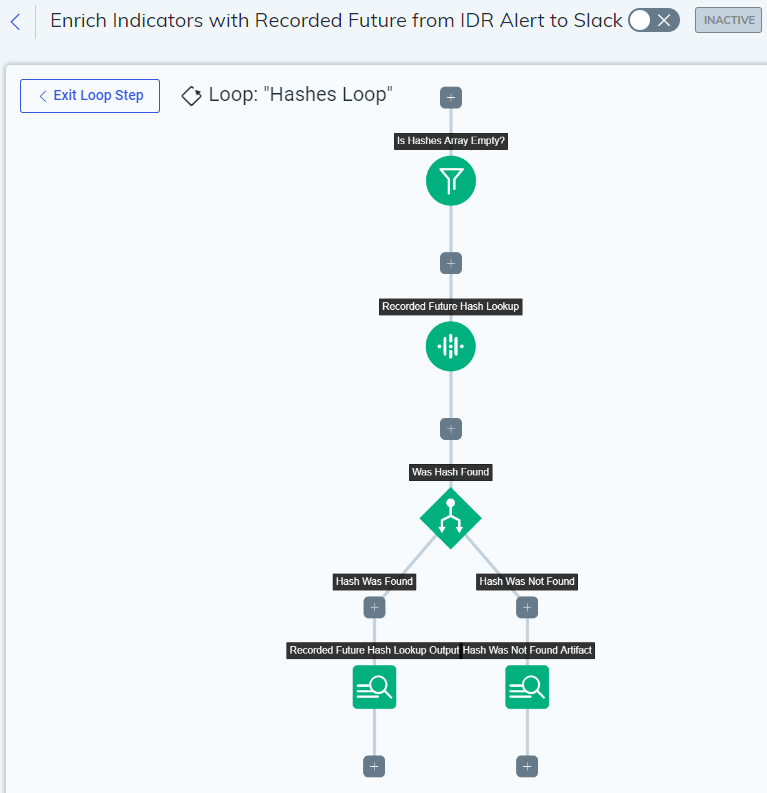 Enrich Indicators with Recorded Future from IDR Alert to Slack
INACTIVE
Exit Loop Step
Loop: "Hashes Loop"
Is Hashes Array Empty?
Recorded Future Hash Lookup
Was Hash Found
Hash Was Found
Hash Was Not Found
Recorded Future Hash Lookup Output
Hash Was Not Found Artifact